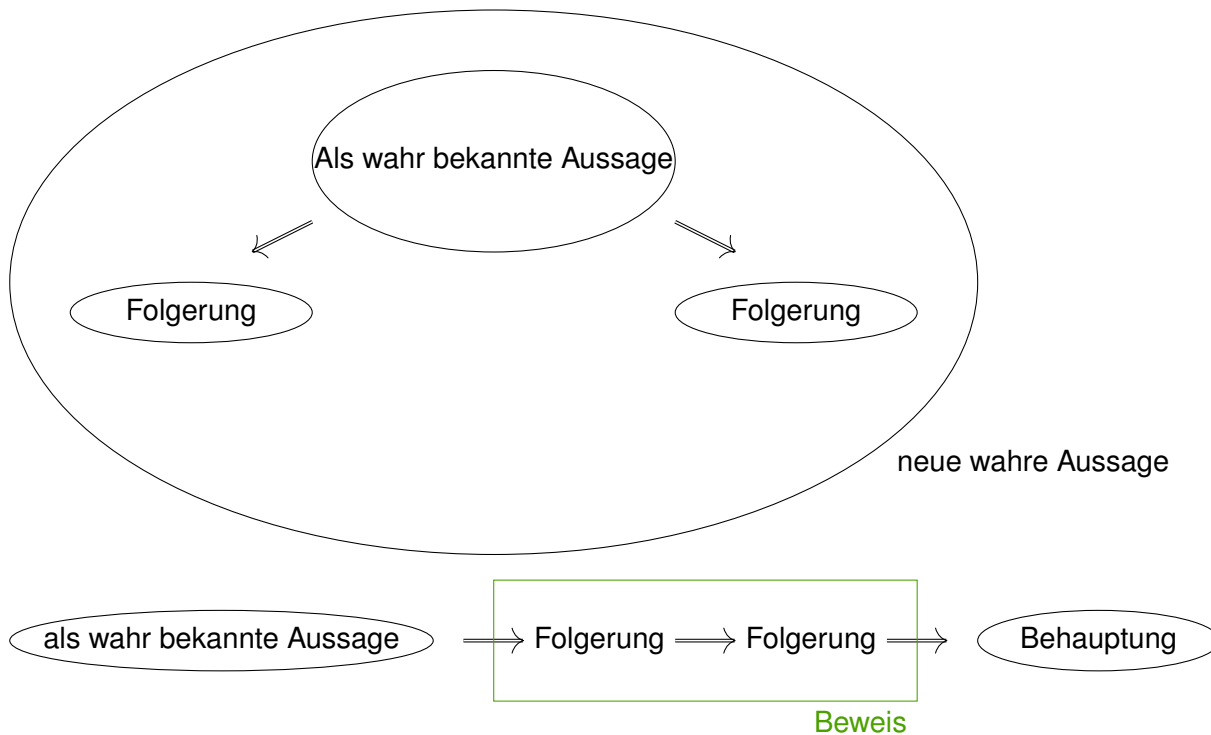 Als wahr bekannte Aussage
Folgerung Folgerung
neue wahre Aussage
als wahr bekannte Aussage Folgerung Folgerung Behauptung
Beweis